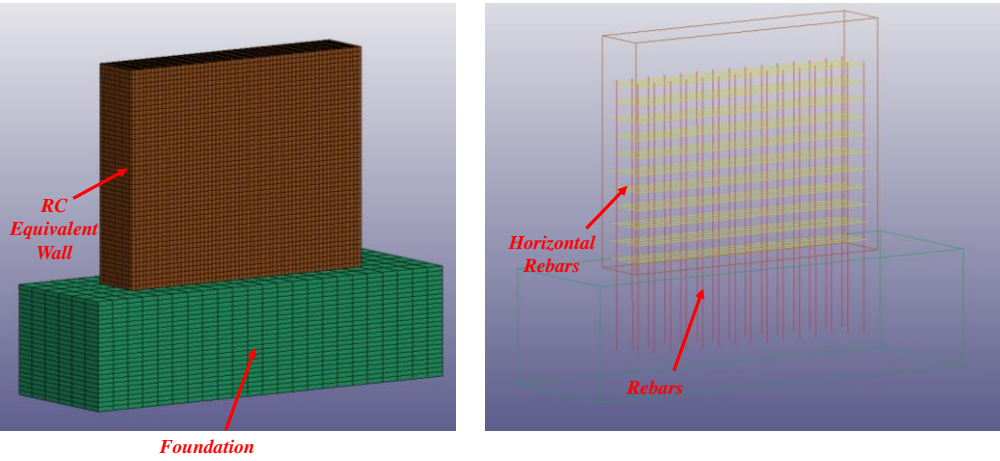 RC
Equivalent
Wall
Foundation
Horizontal
Rebars
Rebars